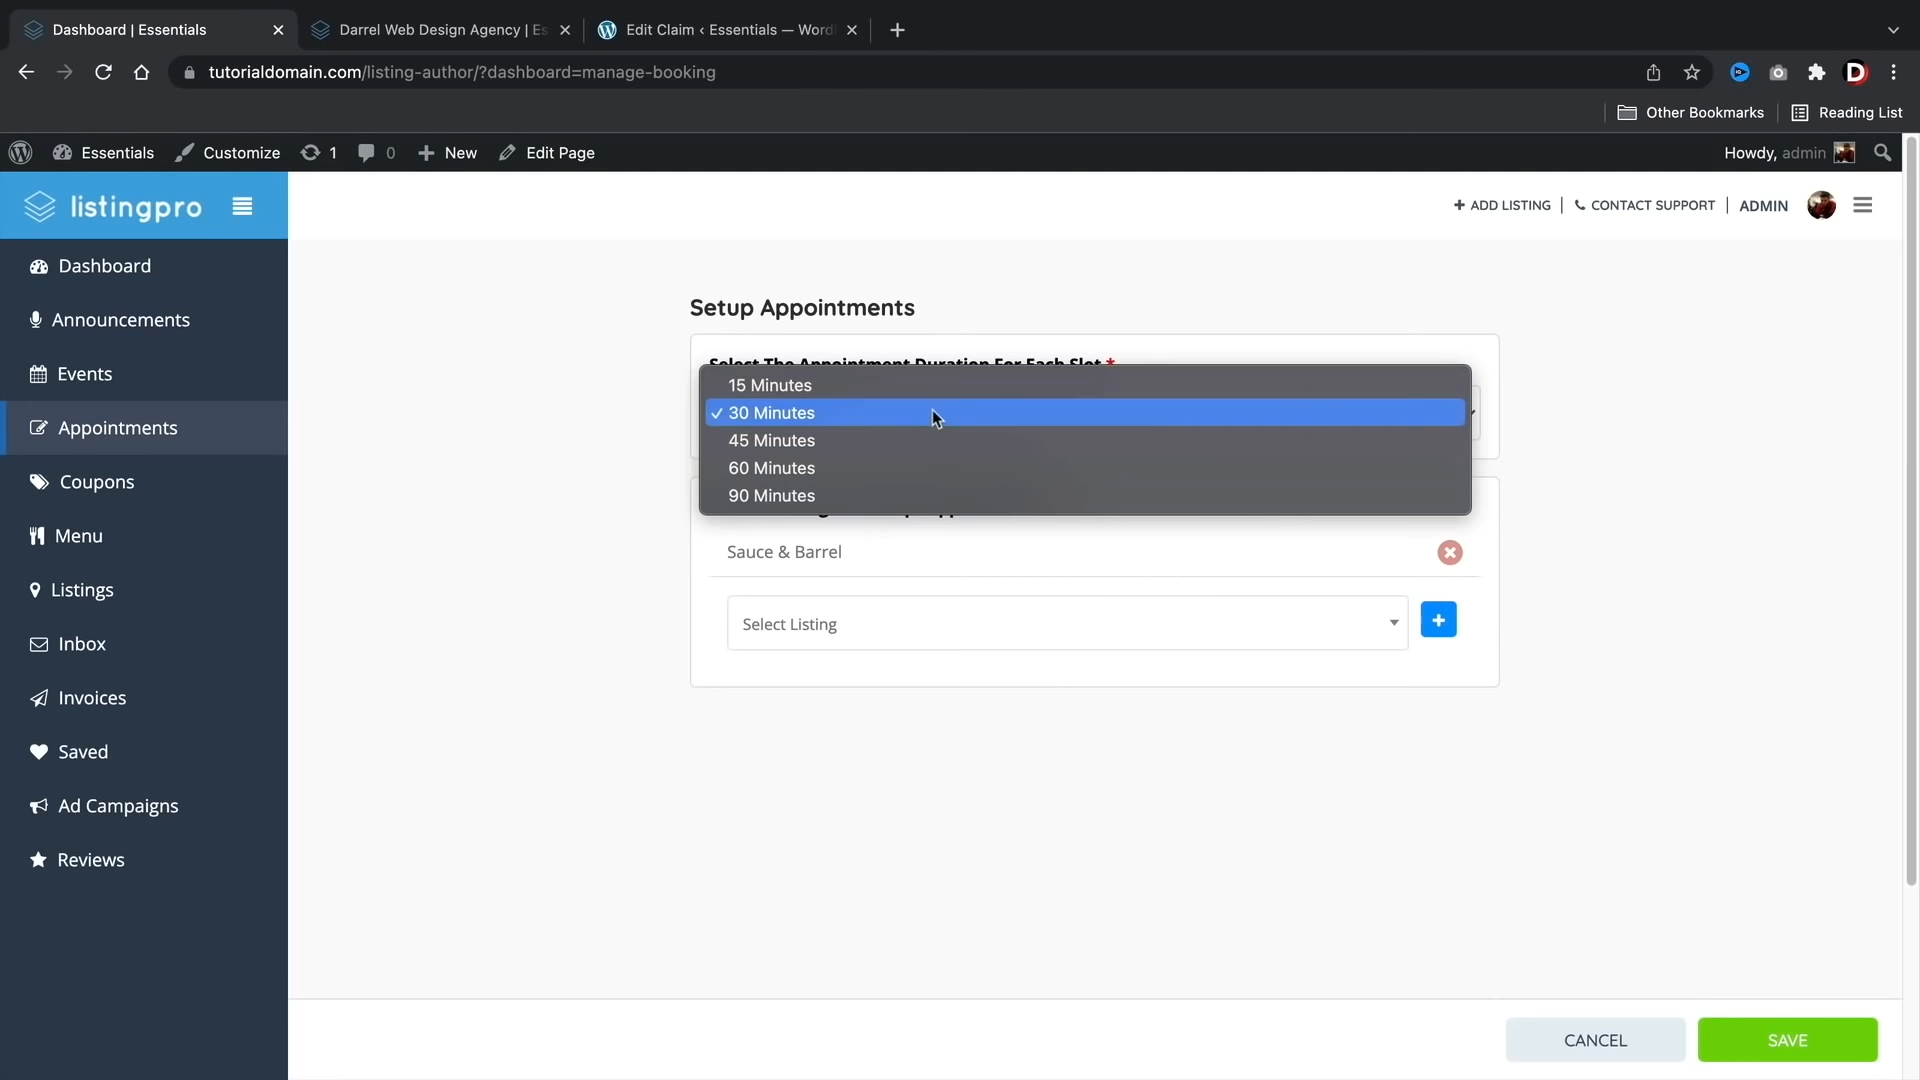 Dashboard | Essentials
Darrel Web Design Agency | Es
Edit Claim ‹ Essentials — Word
tutorialdomain.com/listing-author/?dashboard=manage-booking
Other Bookmarks
Reading List
Essentials
Customize
1
0
New
Edit Page
Howdy, admin
listingpro
+ ADD LISTING
CONTACT SUPPORT
ADMIN
Dashboard
Announcements
Events
Appointments
Coupons
Menu
Listings
Inbox
Invoices
Saved
Ad Campaigns
Reviews
Setup Appointments
Select The Appointment Duration For Each Slot *
15 Minutes
✓ 30 Minutes
45 Minutes
60 Minutes
90 Minutes
Sauce & Barrel
Select Listing
CANCEL
SAVE